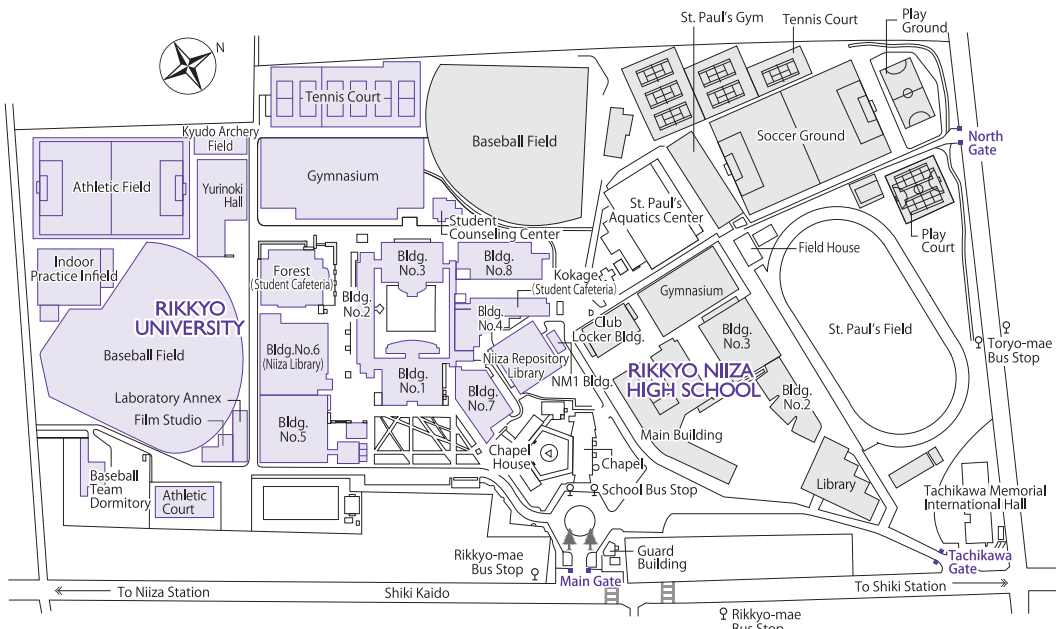 St. Paul's Gym
Tennis Court
Play
Ground
N
Tennis Court
Kyudo Archery
Field
Baseball Field
Soccer Ground
North
Gate
Athletic Field
Yurinoki
Hall
Gymnasium
St. Paul's
Aquatics Center
Student
Counseling Center
Play
Court
Field House
Indoor
Practice Infield
Forest
(Student Cafeteria)
Bldg.
No.3
Bldg.
No.8
Kokage
(Student Cafeteria)
Gymnasium
RIKKYO
UNIVERSITY
Bldg.
No.2
Bldg.
No.4
Club
Locker Bldg.
Bldg.
No.3
St. Paul's Field
Toryo-mae
Bus Stop
Baseball Field
Bldg.No.6
(Niiza Library)
Niiza Repository
Library
NM1 Bldg.
RIKKYO NIIZA
HIGH SCHOOL
Bldg.
No.1
Bldg.
No.7
Bldg.
No.2
Laboratory Annex
Film Studio
Bldg.
No.5
Main Building
Chapel
House
Chapel
Baseball
Team
Dormitory
Athletic
Court
School Bus Stop
Library
Tachikawa Memorial
International Hall
Rikkyo-mae
Bus Stop
Main Gate
Guard
Building
Tachikawa
Gate
To Niiza Station
Shiki Kaido
To Shiki Station
Rikkyo-mae
Bus Stop